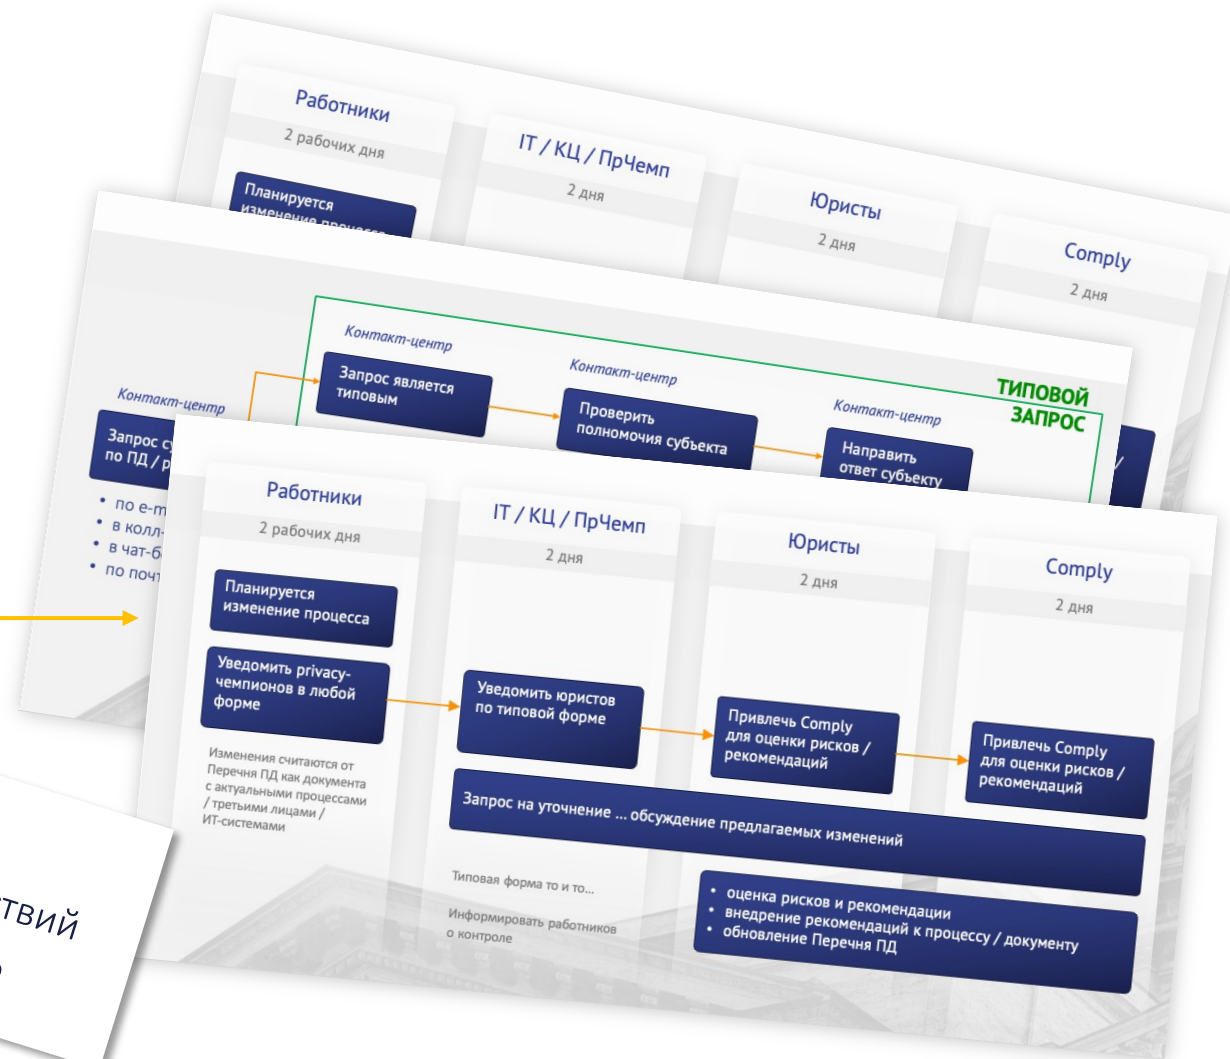 Работники
2 рабочих дня
Планируется
изменение процесса
IT / КЦ / ПрЧемп
2 дня
Юристы
2 дня
Comply
2 дня
Контакт-центр
Запрос
по ПД /
• по
• в
• в
• по
Контакт-центр
Запрос является
типовым
Контакт-центр
Проверить
полномочия субъекта
Контакт-центр
Направить
ответ субъекту
ТИПОВОЙ
ЗАПРОС
Работники
2 рабочих дня
Планируется
изменение процесса
Уведомить privacy-
чемпионов в любой
форме
Изменения считаются от
Перечня ПД как документа
с актуальными процессами
/ третьими лицами /
ИТ-системами
IT / КЦ / ПрЧемп
2 дня
Уведомить юристов
по типовой форме
Юристы
2 дня
Привлечь Comply
для оценки рисков /
рекомендаций
Comply
2 дня
Привлечь Comply
для оценки рисков /
рекомендаций
Запрос на уточнение ... обсуждение предлагаемых изменений
Типовая форма то и то...
Информировать работников
о контроле
• оценка рисков и рекомендации
• внедрение рекомендаций к процессу / документу
• обновление Перечня ПД